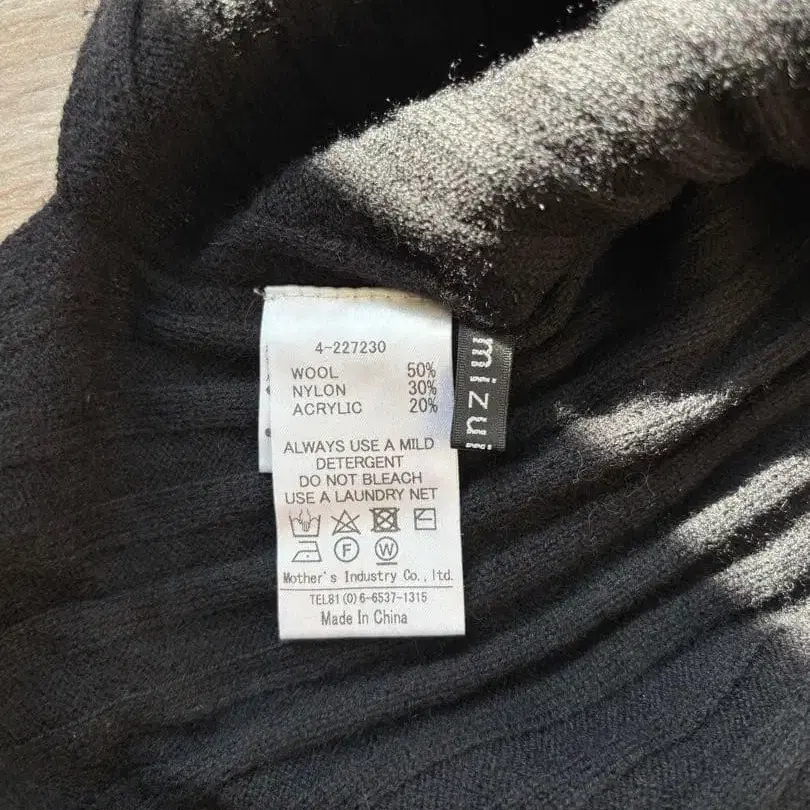 4-227230
WOOL 50%
NYLON 30%
ACRYLIC 20%
ALWAYS USE A MILD
DETERGENT
DO NOT BLEACH
USE A LAUNDRY NET
F W
Mother's Industry Co., ltd.
TEL81(0)6-6537-1315
Made In China
mizui